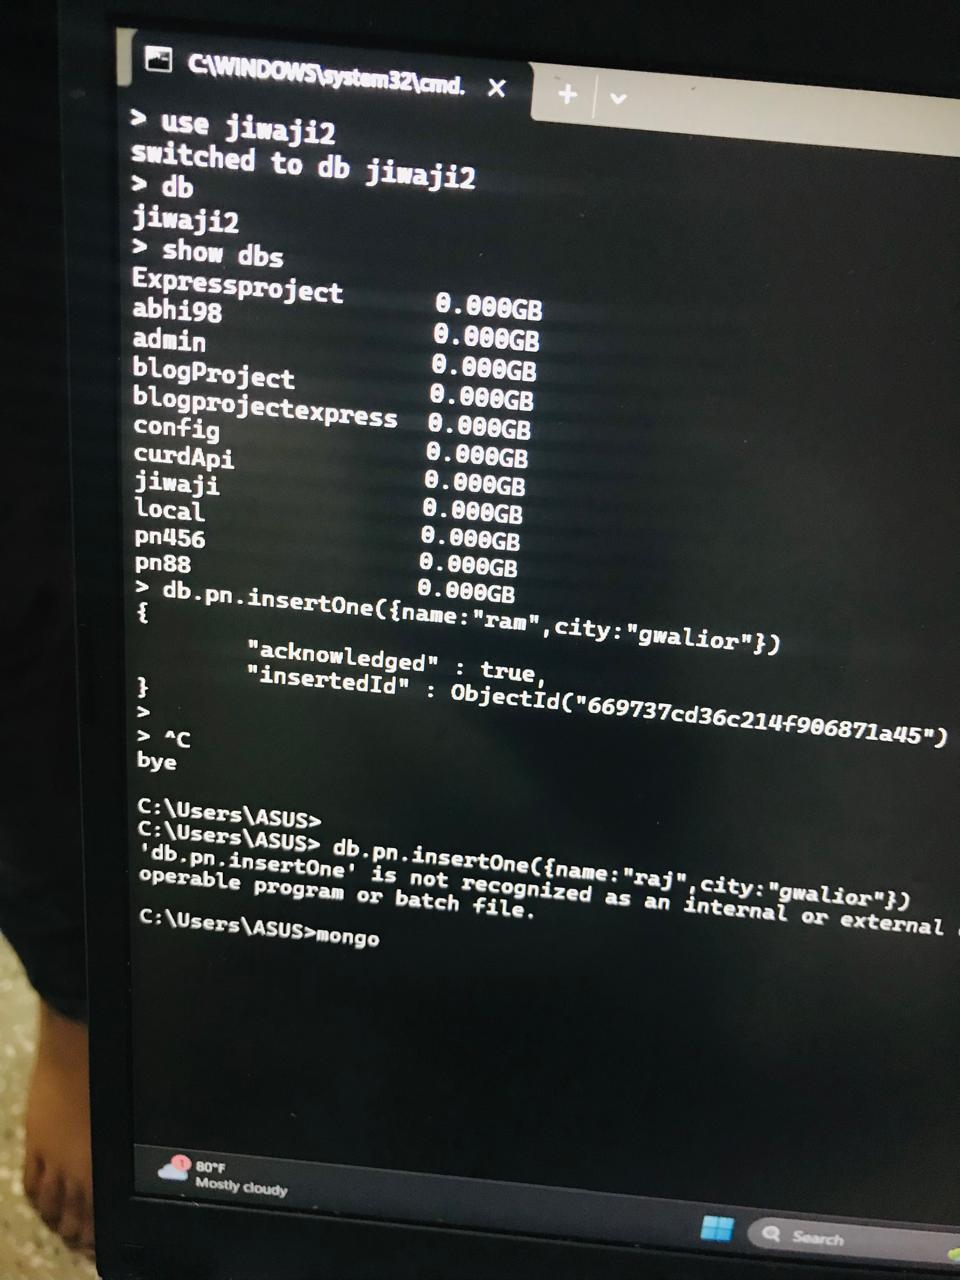 C:\WINDOWS\system32\cmd.
> use jiwaji2
switched to db jiwaji2
> db
jiwaji2
> show dbs
Expressproject 0.000GB
abhi98 0.000GB
admin 0.000GB
blogProject 0.000GB
blogprojectexpress 0.000GB
config 0.000GB
curdApi 0.000GB
jiwaji 0.000GB
local 0.000GB
pn456 0.000GB
pn88 0.000GB
> db.pn.insertOne({name:"ram",city:"gwalior"})
{
"acknowledged" : true,
"insertedId" : ObjectId("669737cd36c214f906871a45")
}
>
> ^C
bye
C:\Users\ASUS>
C:\Users\ASUS> db.pn.insertOne({name:"raj",city:"gwalior"})
'db.pn.insertOne' is not recognized as an internal or external
operable program or batch file.
C:\Users\ASUS>mongo
1
80°F
Mostly cloudy
Search